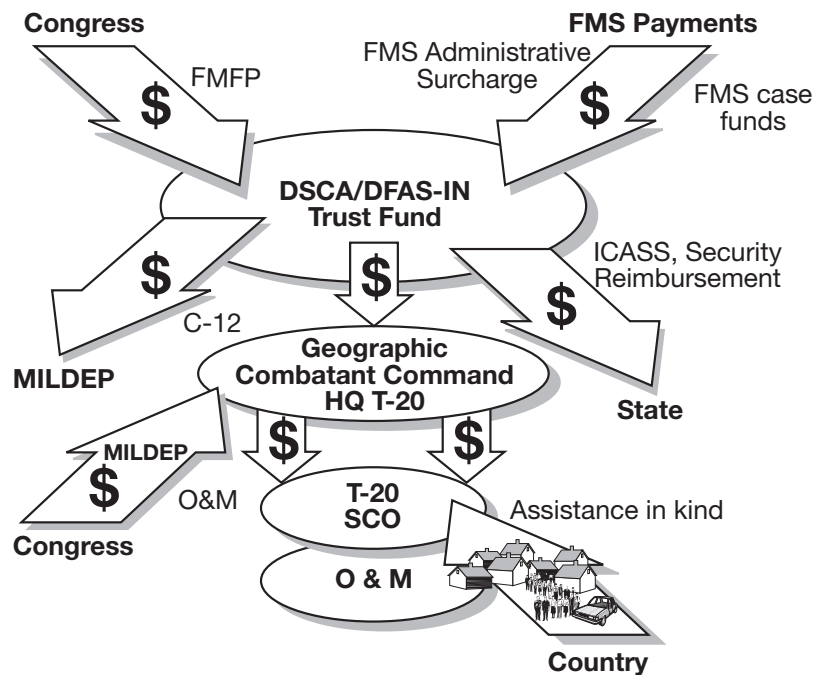 Congress
FMS Payments
FMFP
FMS Administrative
Surcharge
$
$
FMS case
funds
DSCA/DFAS-IN
Trust Fund
$
$
ICASS, Security
Reimbursement
$
C-12
MILDEP
Geographic
Combatant Command
HQ T-20
State
MILDEP
$
$
$
O&M
Congress
T-20
SCO
Assistance in kind
O & M
Country